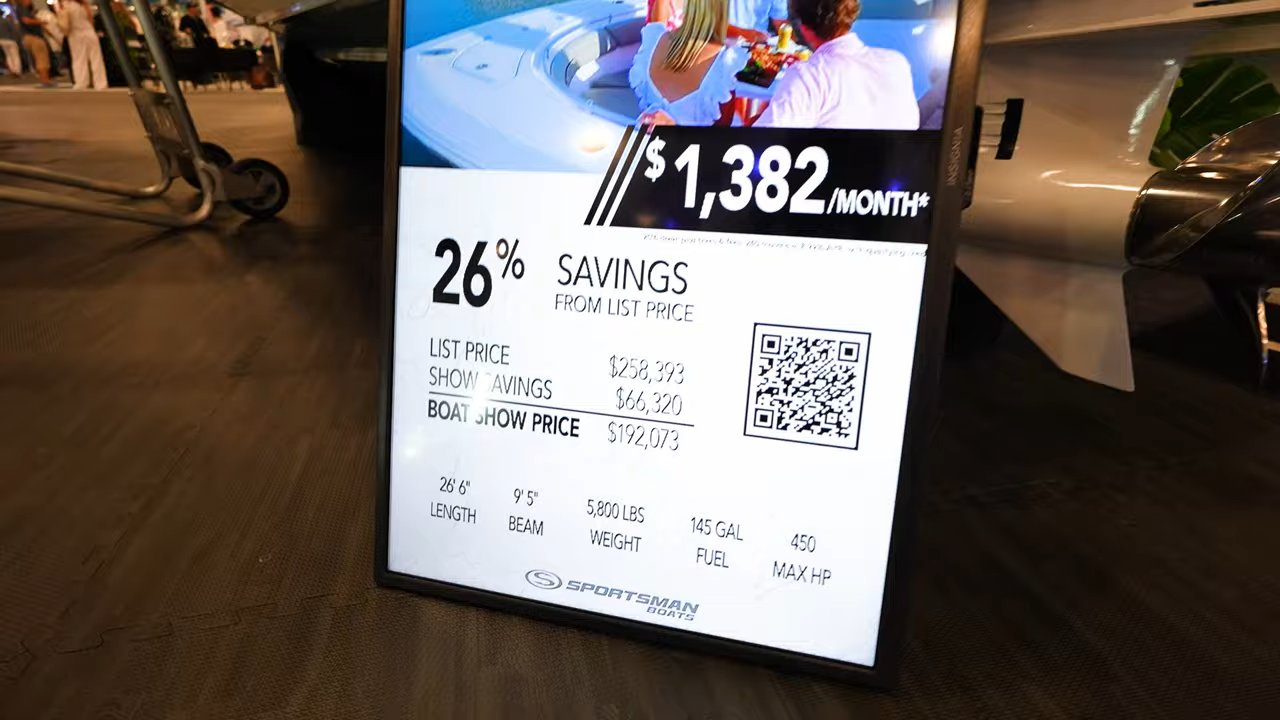 $1,382/MONTH*
26% SAVINGS
FROM LIST PRICE
LIST PRICE $258,393
SHOW SAVINGS $66,320
BOAT SHOW PRICE $192,073
26' 6" 9' 5" 5,800 LBS 145 GAL 450
LENGTH BEAM WEIGHT FUEL MAX HP
SPORTSMAN
BOATS
INSIGNIA